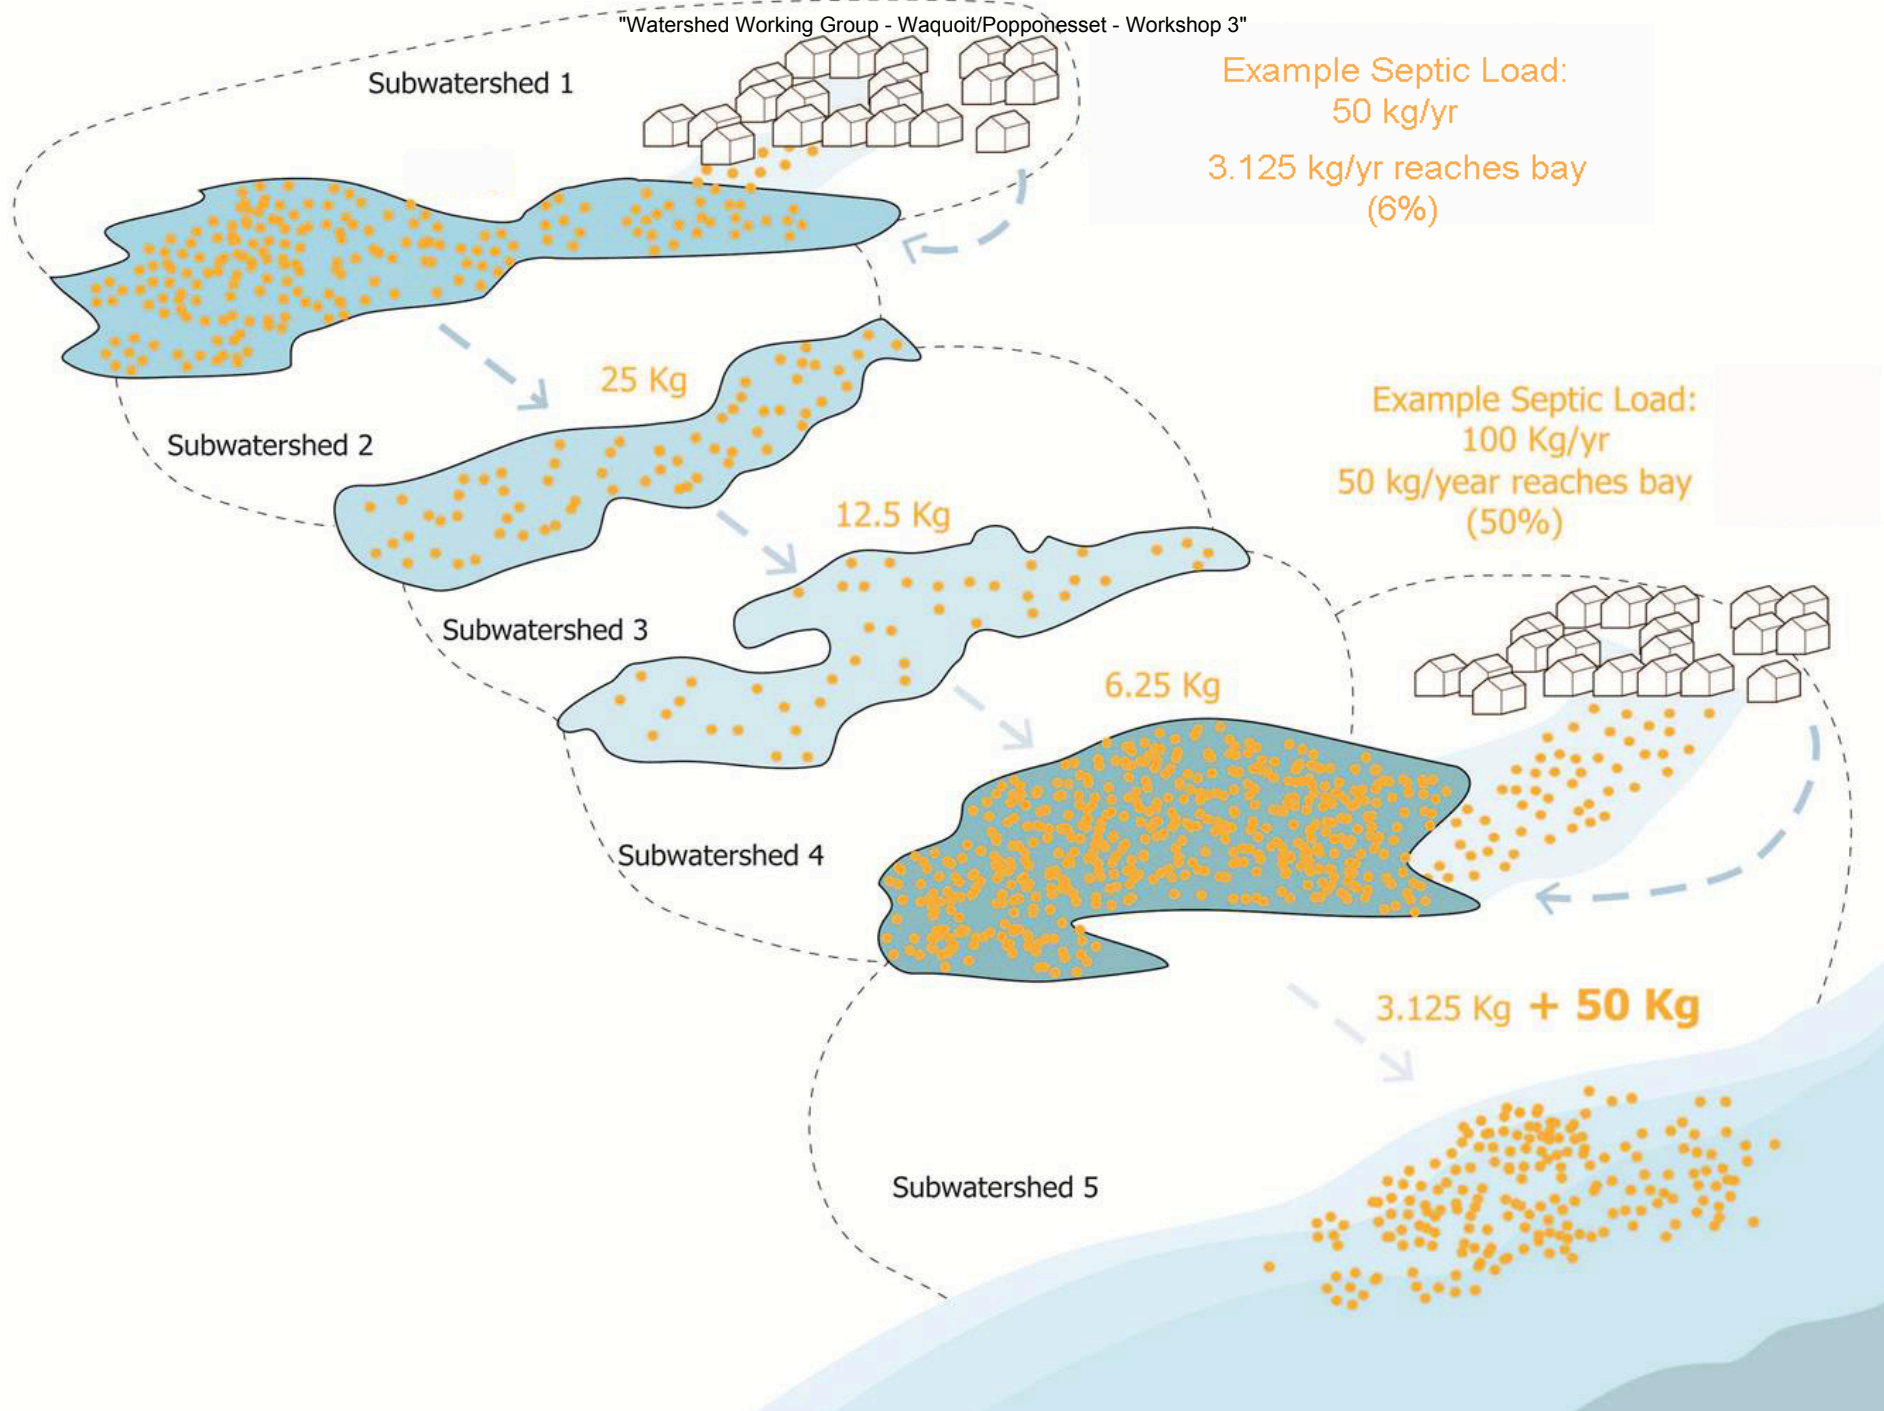 "Watershed Working Group - Waquoit/Popponesset - Workshop 3"
Subwatershed 1
Example Septic Load:
50 kg/yr
3.125 kg/yr reaches bay
(6%)
25 Kg
Subwatershed 2
Example Septic Load:
100 Kg/yr
50 kg/year reaches bay
(50%)
12.5 Kg
Subwatershed 3
6.25 Kg
Subwatershed 4
3.125 Kg + 50 Kg
Subwatershed 5